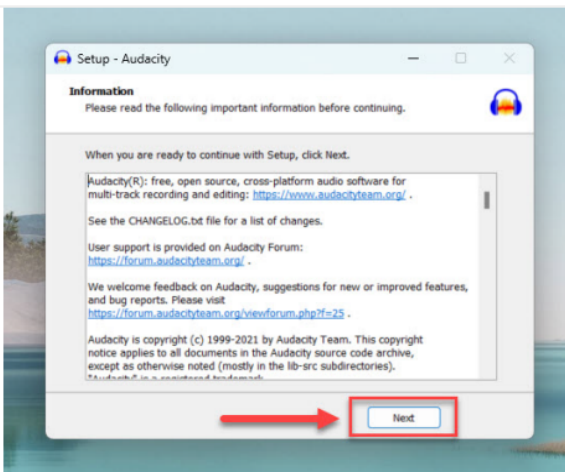 Setup - Audacity
Information
Please read the following important information before continuing.
When you are ready to continue with Setup, click Next.
Audacity(R): free, open source, cross-platform audio software for
multi-track recording and editing: https://www.audacityteam.org/ .
See the CHANGELOG.txt file for a list of changes.
User support is provided on Audacity Forum:
https://forum.audacityteam.org/ .
We welcome feedback on Audacity, suggestions for new or improved features,
and bug reports. Please visit
https://forum.audacityteam.org/viewforum.php?f=25 .
Audacity is copyright (c) 1999-2021 by Audacity Team. This copyright
notice applies to all documents in the Audacity source code archive,
except as otherwise noted (mostly in the lib-src subdirectories).
"Audacity" is a registered trademark
Next